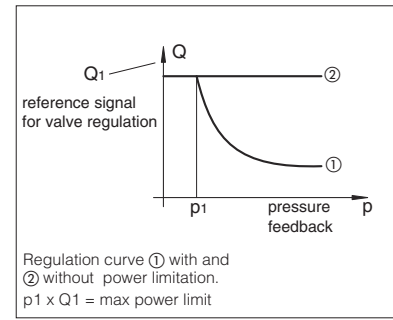 Q
Q1
②
reference signal
for valve regulation
①
p1
pressure
feedback
p
Regulation curve ① with and
② without power limitation.
p1 x Q1 = max power limit